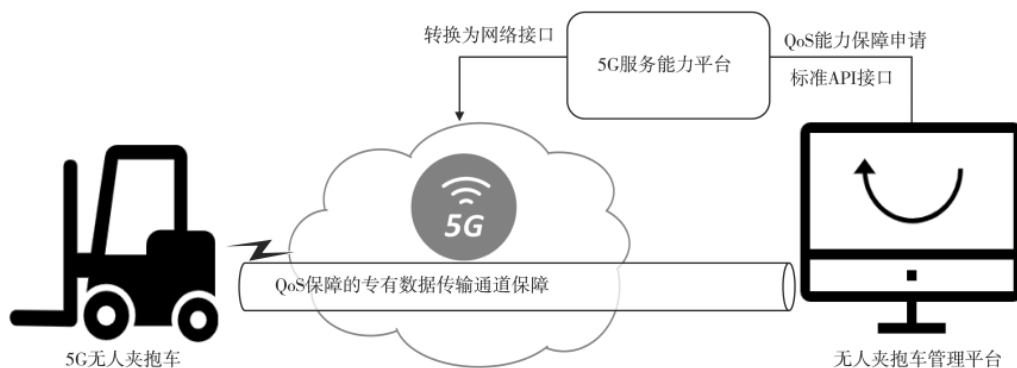 转换为网络接口
5G服务能力平台
QoS能力保障申请
标准API接口
5G
QoS保障的专有数据传输通道保障
5G无人夹抱车
无人夹抱车管理平台